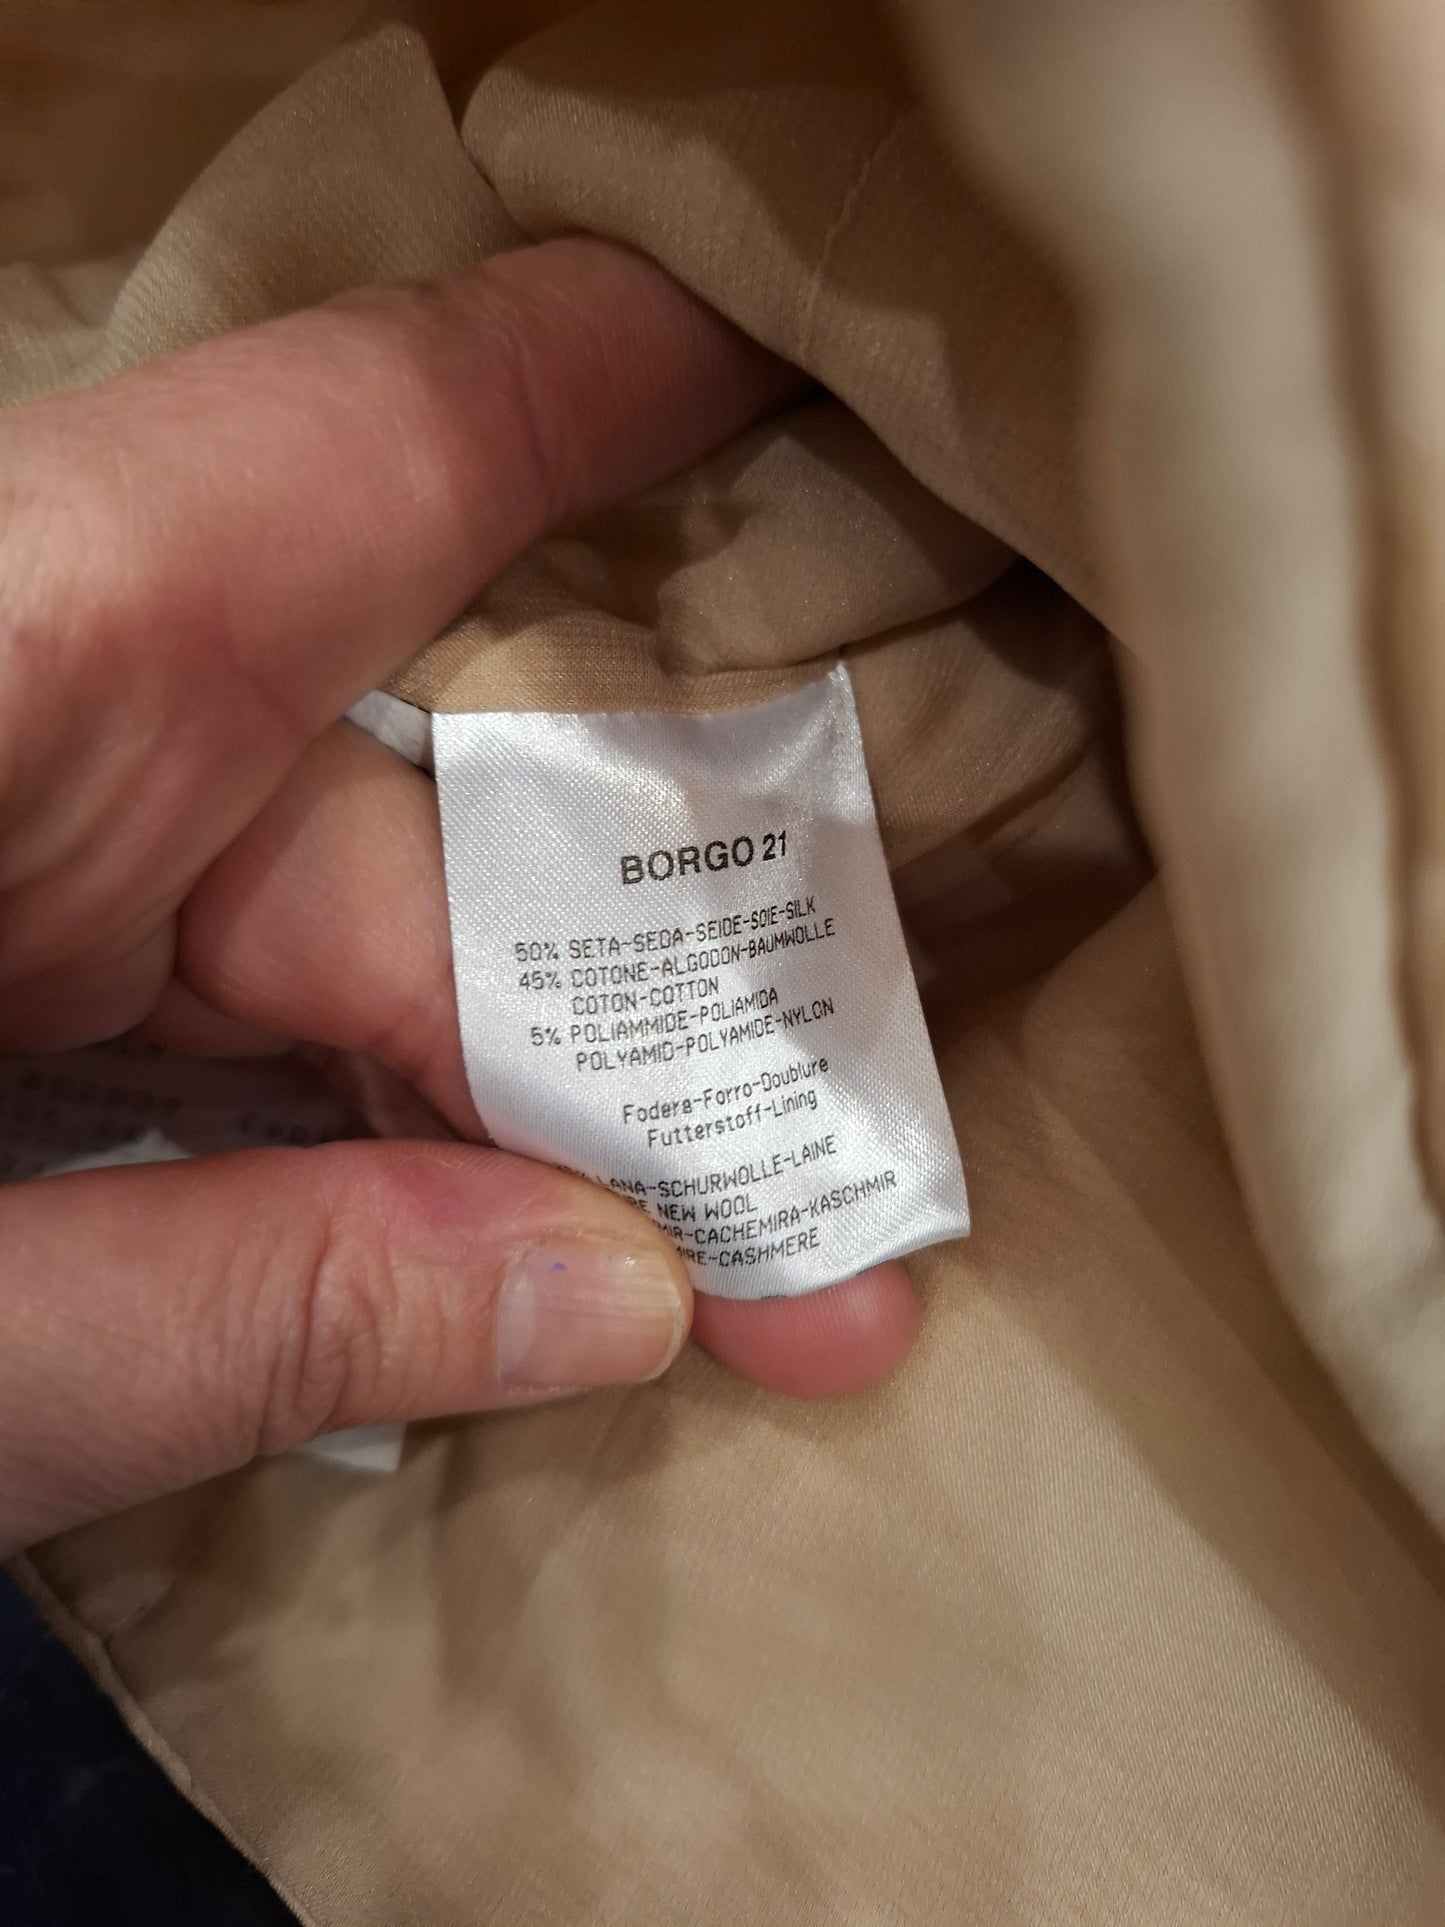 BORGO 21
50% SETA-SEDA-SEIDE-SOIE-SILK
45% COTONE-ALGODON-BAUMWOLLE
COTON-COTTON
5% POLIAMMIDE-POLIAMIDA
POLYAMID-POLYAMIDE-NYLON
Fodera-Forro-Doublure
Futterstoff-Lining
LANA-SCHURWOLLE-LAINE
NEW WOOL
CACHEMIRA-KASCHMIR
CASHMERE